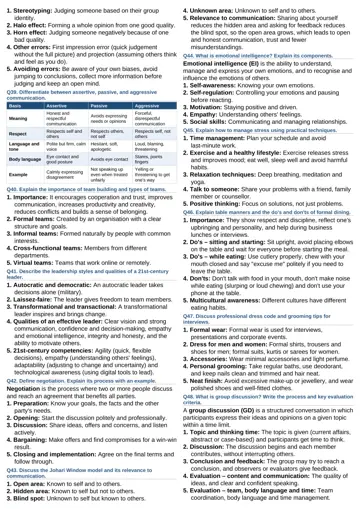 1. Stereotyping: Judging someone based on their group
identity.
2. Halo effect: Forming a whole opinion from one good quality.
3. Horn effect: Judging someone negatively because of one
bad quality.
4. Other errors: First impression error (quick judgement
without the full picture) and projection (assuming others think
and feel as you do).
5. Avoiding errors: Be aware of your own biases, avoid
jumping to conclusions, collect more information before
judging and keep an open mind.
Q39. Differentiate between assertive, passive, and aggressive
communication.
Basis Assertive Passive Aggressive
Meaning Honest and respectful communication Avoids expressing needs or opinions Forceful, disrespectful communication
Respect Respects self and others Respects others, not self Respects self, not others
Language and tone Polite but firm, calm voice Hesitant, soft, apologetic Loud, blaming, threatening
Body language Eye contact and good posture Avoids eye contact Stares, points fingers
Example Calmly expressing disagreement Not speaking up even when treated unfairly Yelling or threatening to get one's way
Q40. Explain the importance of team building and types of teams.
1. Importance: It encourages cooperation and trust, improves
communication, increases productivity and creativity,
reduces conflicts and builds a sense of belonging.
2. Formal teams: Created by an organisation with a clear
structure and goals.
3. Informal teams: Formed naturally by people with common
interests.
4. Cross-functional teams: Members from different
departments.
5. Virtual teams: Teams that work online or remotely.
Q41. Describe the leadership styles and qualities of a 21st-century
leader.
1. Autocratic and democratic: An autocratic leader takes
decisions alone (military).
2. Laissez-faire: The leader gives freedom to team members.
3. Transformational and transactional: A transformational
leader inspires and brings change.
4. Qualities of an effective leader: Clear vision and strong
communication, confidence and decision-making, empathy
and emotional intelligence, integrity and honesty, and the
ability to motivate others.
5. 21st-century competencies: Agility (quick, flexible
decisions), empathy (understanding others' feelings),
adaptability (adjusting to change and uncertainty) and
technological awareness (using digital tools to lead).
Q42. Define negotiation. Explain its process with an example.
Negotiation is the process where two or more people discuss
and reach an agreement that benefits all parties.
1. Preparation: Know your goals, the facts and the other
party's needs.
2. Opening: Start the discussion politely and professionally.
3. Discussion: Share ideas, offers and concerns, and listen
actively.
4. Bargaining: Make offers and find compromises for a win-win
result.
5. Closing and implementation: Agree on the final terms and
follow through.
Q43. Discuss the Johari Window model and its relevance to
communication.
1. Open area: Known to self and to others.
2. Hidden area: Known to self but not to others.
3. Blind spot: Unknown to self but known to others.
4. Unknown area: Unknown to self and to others.
5. Relevance to communication: Sharing about yourself
reduces the hidden area and asking for feedback reduces
the blind spot, so the open area grows, which leads to open
and honest communication, trust and fewer
misunderstandings.
Q44. What is emotional intelligence? Explain its components.
Emotional intelligence (EI) is the ability to understand,
manage and express your own emotions, and to recognise and
influence the emotions of others.
1. Self-awareness: Knowing your own emotions.
2. Self-regulation: Controlling your emotions and pausing
before reacting.
3. Motivation: Staying positive and driven.
4. Empathy: Understanding others' feelings.
5. Social skills: Communicating and managing relationships.
Q45. Explain how to manage stress using practical techniques.
1. Time management: Plan your schedule and avoid
last-minute work.
2. Exercise and a healthy lifestyle: Exercise releases stress
and improves mood; eat well, sleep well and avoid harmful
habits.
3. Relaxation techniques: Deep breathing, meditation and
yoga.
4. Talk to someone: Share your problems with a friend, family
member or counsellor.
5. Positive thinking: Focus on solutions, not just problems.
Q46. Explain table manners and the do's and don'ts of formal dining.
1. Importance: They show respect and discipline, reflect one's
upbringing and personality, and help during business
lunches or interviews.
2. Do's – sitting and starting: Sit upright, avoid placing elbows
on the table and wait for everyone before starting the meal.
3. Do's – while eating: Use cutlery properly, chew with your
mouth closed and say "excuse me" politely if you need to
leave the table.
4. Don'ts: Don't talk with food in your mouth, don't make noise
while eating (slurping or loud chewing) and don't use your
phone at the table.
5. Multicultural awareness: Different cultures have different
eating habits.
Q47. Discuss professional dress code and grooming tips for
interviews.
1. Formal wear: Formal wear is used for interviews,
presentations and corporate events.
2. Dress for men and women: Formal shirts, trousers and
shoes for men; formal suits, kurtis or sarees for women.
3. Accessories: Wear minimal accessories and light perfume.
4. Personal grooming: Take regular baths, use deodorant,
and keep nails clean and trimmed and hair neat.
5. Neat finish: Avoid excessive make-up or jewellery, and wear
polished shoes and well-fitted clothes.
Q48. What is group discussion? Write the process and key evaluation
criteria.
A group discussion (GD) is a structured conversation in which
participants express their ideas and opinions on a given topic
within a time limit.
1. Topic and thinking time: The topic is given (current affairs,
abstract or case-based) and participants get time to think.
2. Discussion: The discussion begins and each member
contributes, without interrupting others.
3. Conclusion and feedback: The group may try to reach a
conclusion, and observers or evaluators give feedback.
4. Evaluation – content and communication: The quality of
ideas, and clear and confident speaking.
5. Evaluation – team, body language and time: Team
coordination, body language, and time management.